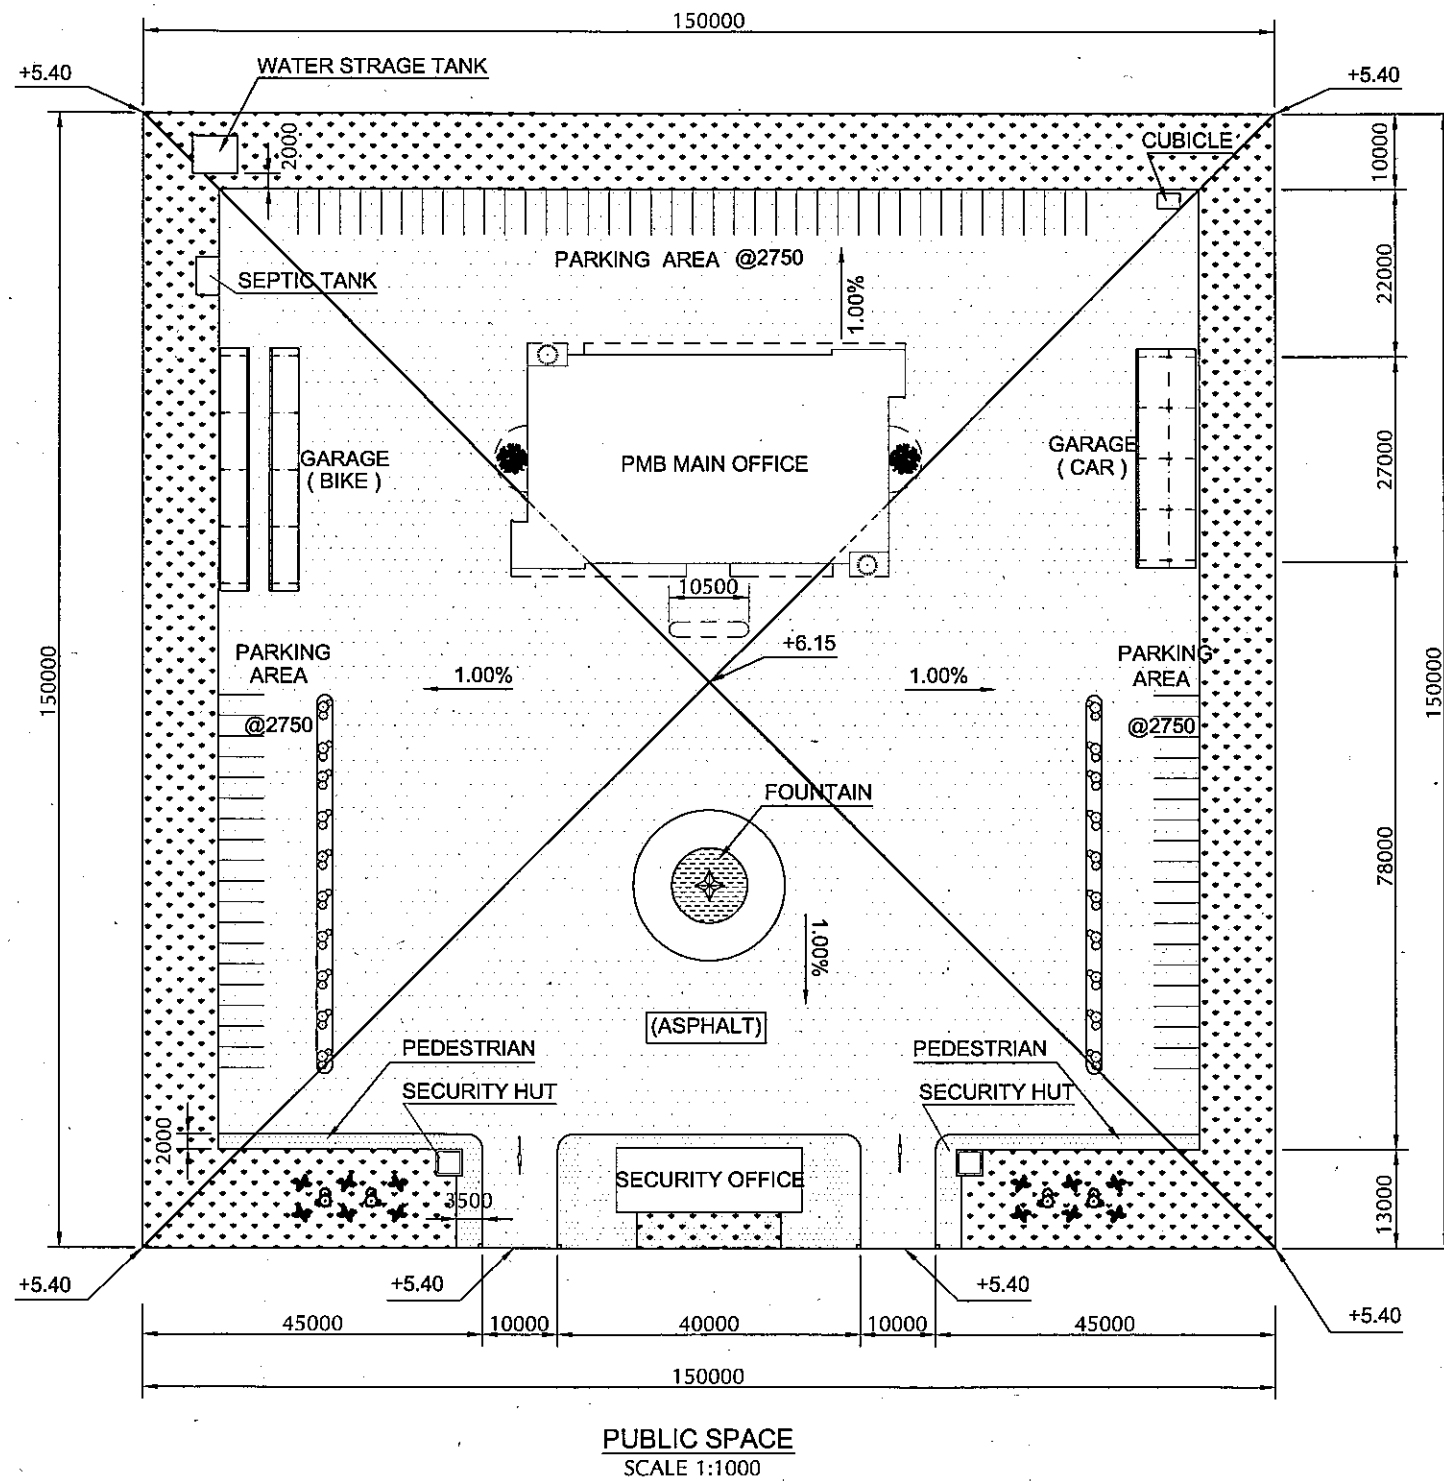 150000
+5.40
WATER STRAGE TANK
+5.40
2000
CUBICLE
10000
PARKING AREA @2750
1.00%
SEPTIC TANK
22000
GARAGE
( BIKE )
PMB MAIN OFFICE
GARAGE
( CAR )
27000
10500
+6.15
PARKING
AREA
@2750
1.00%
1.00%
PARKING
AREA
@2750
150000
150000
FOUNTAIN
78000
1.00%
(ASPHALT)
PEDESTRIAN
SECURITY HUT
PEDESTRIAN
SECURITY HUT
2000
SECURITY OFFICE
3500
13000
+5.40
+5.40
+5.40
+5.40
45000
10000
40000
10000
45000
150000
PUBLIC SPACE
SCALE 1:1000